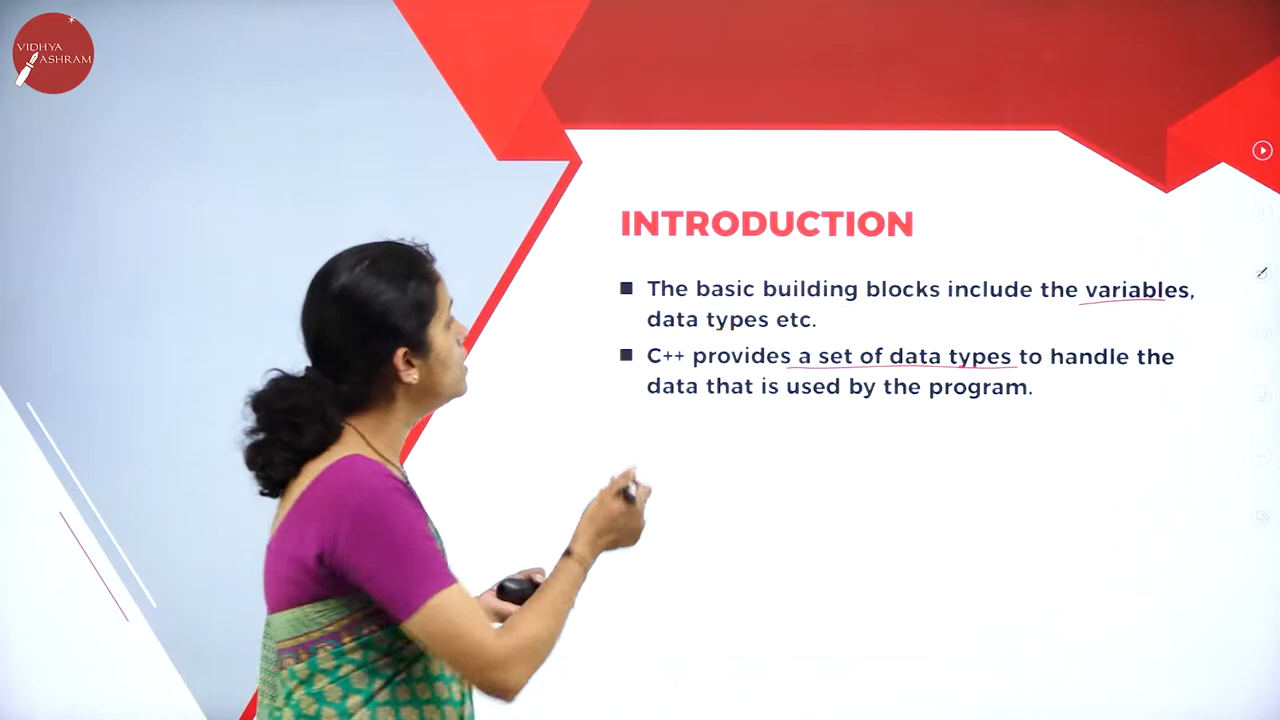 VIDHYA
ASHRAM
INTRODUCTION
The basic building blocks include the variables,
data types etc.
C++ provides a set of data types to handle the
data that is used by the program.